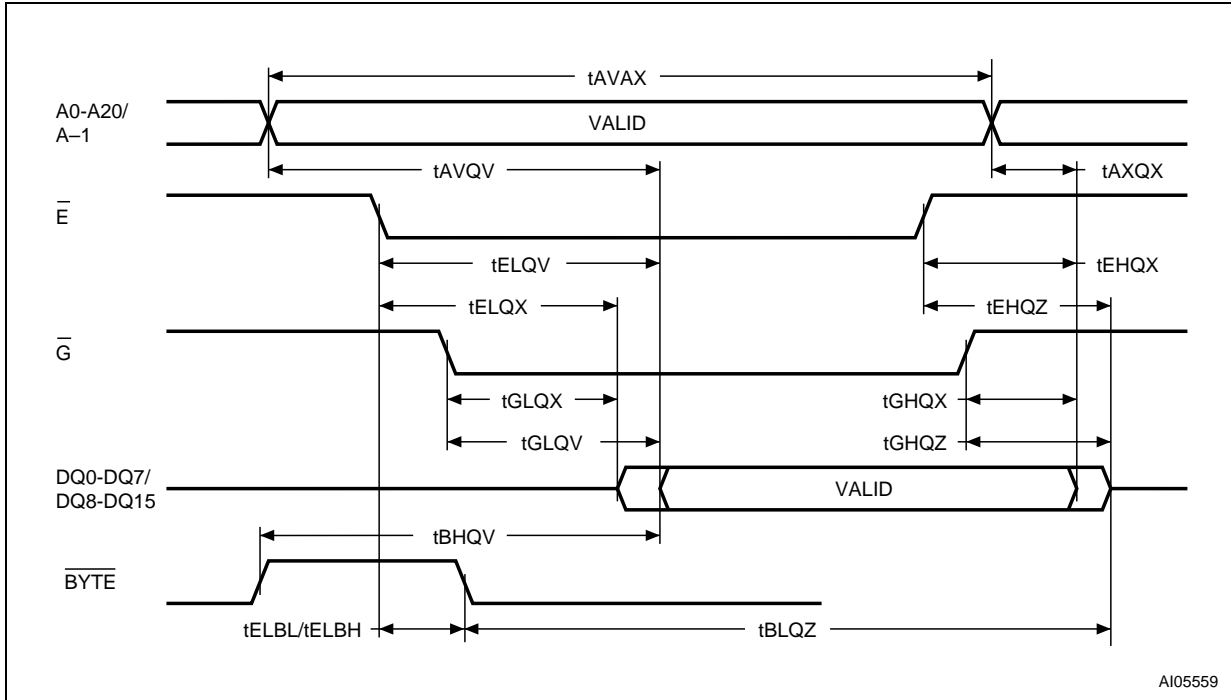 tAVAX
A0-A20/
A–1
VALID
tAVQV
tAXQX
E
tELQV
tEHQX
tELQX
tEHQZ
G
tGLQX
tGHQX
tGLQV
tGHQZ
DQ0-DQ7/
DQ8-DQ15
VALID
tBHQV
BYTE
tELBL/tELBH
tBLQZ
AI05559